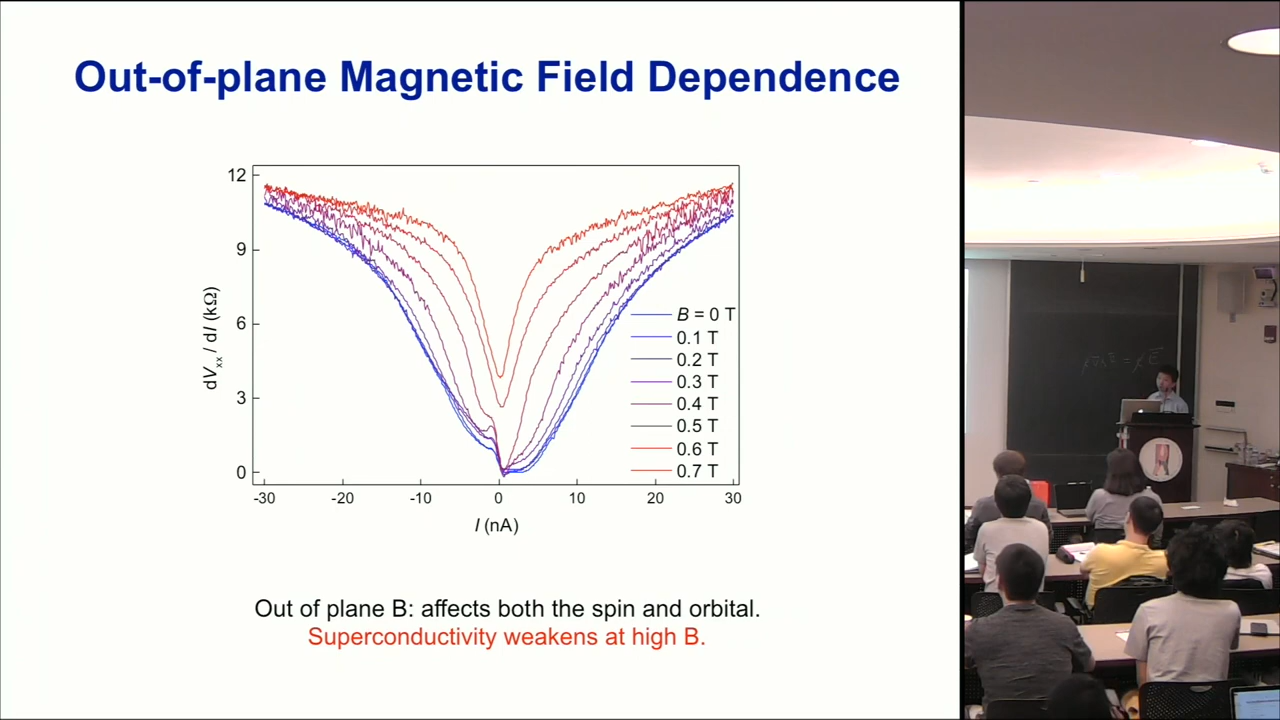 Out-of-plane Magnetic Field Dependence
12
9
6
3
0
dVxx / dI (kΩ)
B = 0 T
0.1 T
0.2 T
0.3 T
0.4 T
0.5 T
0.6 T
0.7 T
-30 -20 -10 0 10 20 30
I (nA)
Out of plane B: affects both the spin and orbital.
Superconductivity weakens at high B.